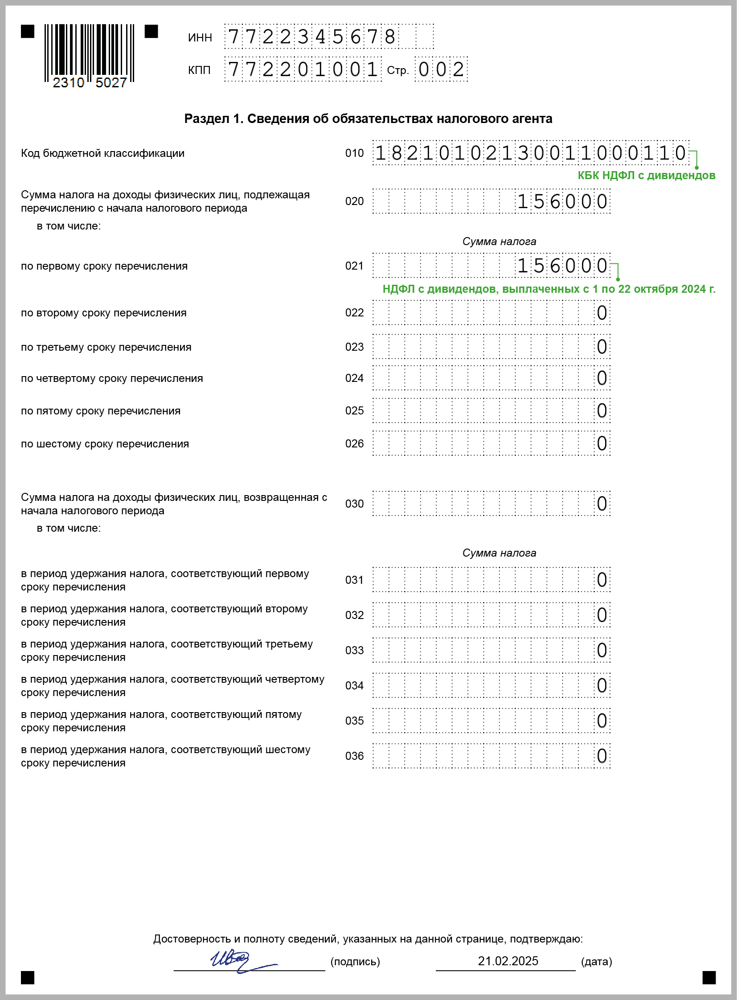 ИНН 7722345678
КПП 772201001 Стр. 002
2310 5027
Раздел 1. Сведения об обязательствах налогового агента
Код бюджетной классификации 010 18210102130011000110
КБК НДФЛ с дивидендов
Сумма налога на доходы физических лиц, подлежащая
перечислению с начала налогового периода 020 156000
в том числе:
Сумма налога
по первому сроку перечисления 021 156000
НДФЛ с дивидендов, выплаченных с 1 по 22 октября 2024 г.
по второму сроку перечисления 022 0
по третьему сроку перечисления 023 0
по четвертому сроку перечисления 024 0
по пятому сроку перечисления 025 0
по шестому сроку перечисления 026 0
Сумма налога на доходы физических лиц, возвращенная с
начала налогового периода 030 0
в том числе:
Сумма налога
в период удержания налога, соответствующий первому
сроку перечисления 031 0
в период удержания налога, соответствующий второму
сроку перечисления 032 0
в период удержания налога, соответствующий третьему
сроку перечисления 033 0
в период удержания налога, соответствующий четвертому
сроку перечисления 034 0
в период удержания налога, соответствующий пятому
сроку перечисления 035 0
в период удержания налога, соответствующий шестому
сроку перечисления 036 0
Достоверность и полноту сведений, указанных на данной странице, подтверждаю:
(подпись) 21.02.2025 (дата)